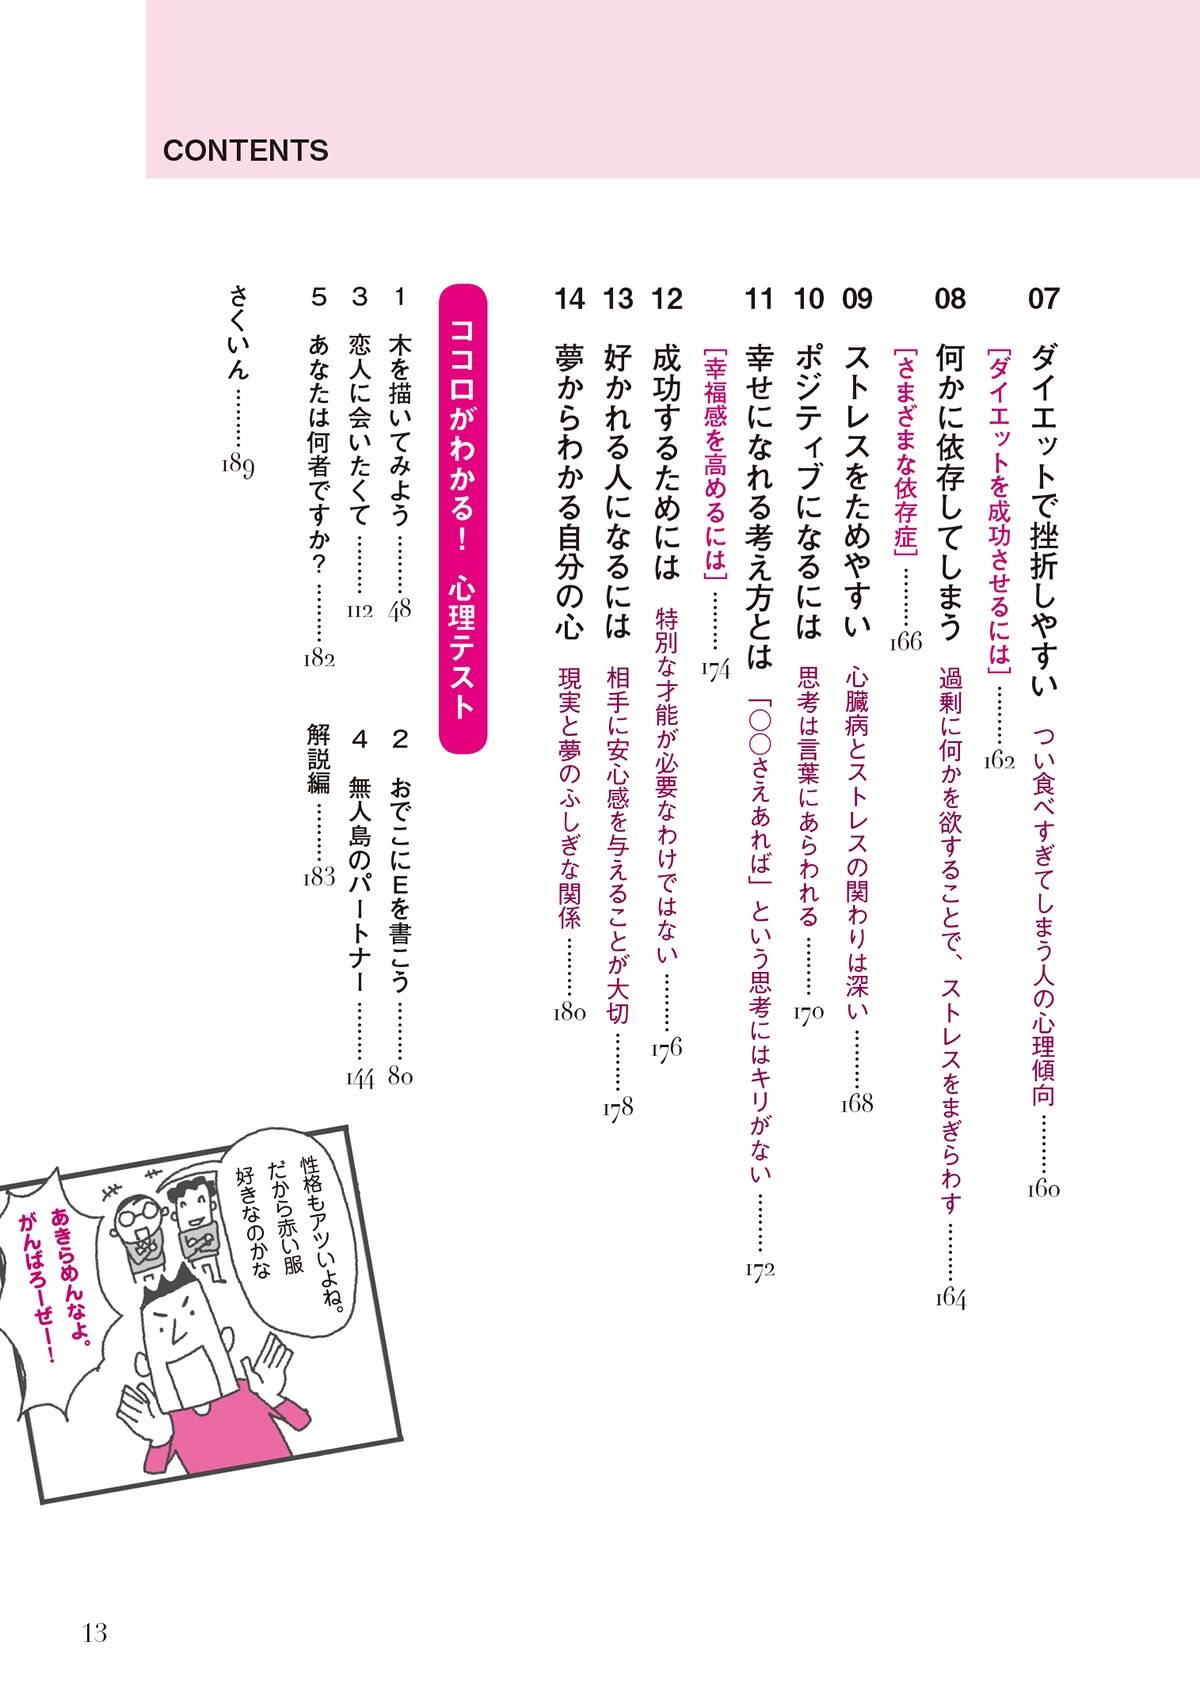 CONTENTS
07 ダイエットで挫折しやすい つい食べすぎてしまう人の心理傾向………160
[ダイエットを成功させるには]………162
08 何かに依存してしまう 過剰に何かを欲することで、ストレスをまぎらわす………164
[さまざまな依存症]………166
09 ストレスをためやすい 心臓病とストレスの関わりは深い………168
10 ポジティブになるには 思考は言葉にあらわれる………170
11 幸せになれる考え方とは 「○○さえあれば」という思考にはキリがない………172
[幸福感を高めるには]………174
12 成功するためには 特別な才能が必要なわけではない………176
13 好かれる人になるには 相手に安心感を与えることが大切………178
14 夢からわかる自分の心 現実と夢のふしぎな関係………180
ココロがわかる! 心理テスト
1 木を描いてみよう………48
2 おでこにEを書こう………80
3 恋人に会いたくて………112
4 無人島のパートナー………144
5 あなたは何者ですか?………182
解説編………183
さくいん………189
性格もアツいよね。
だから赤い服
好きなのかな
あきらめんなよ。
がんばろーぜー!
13